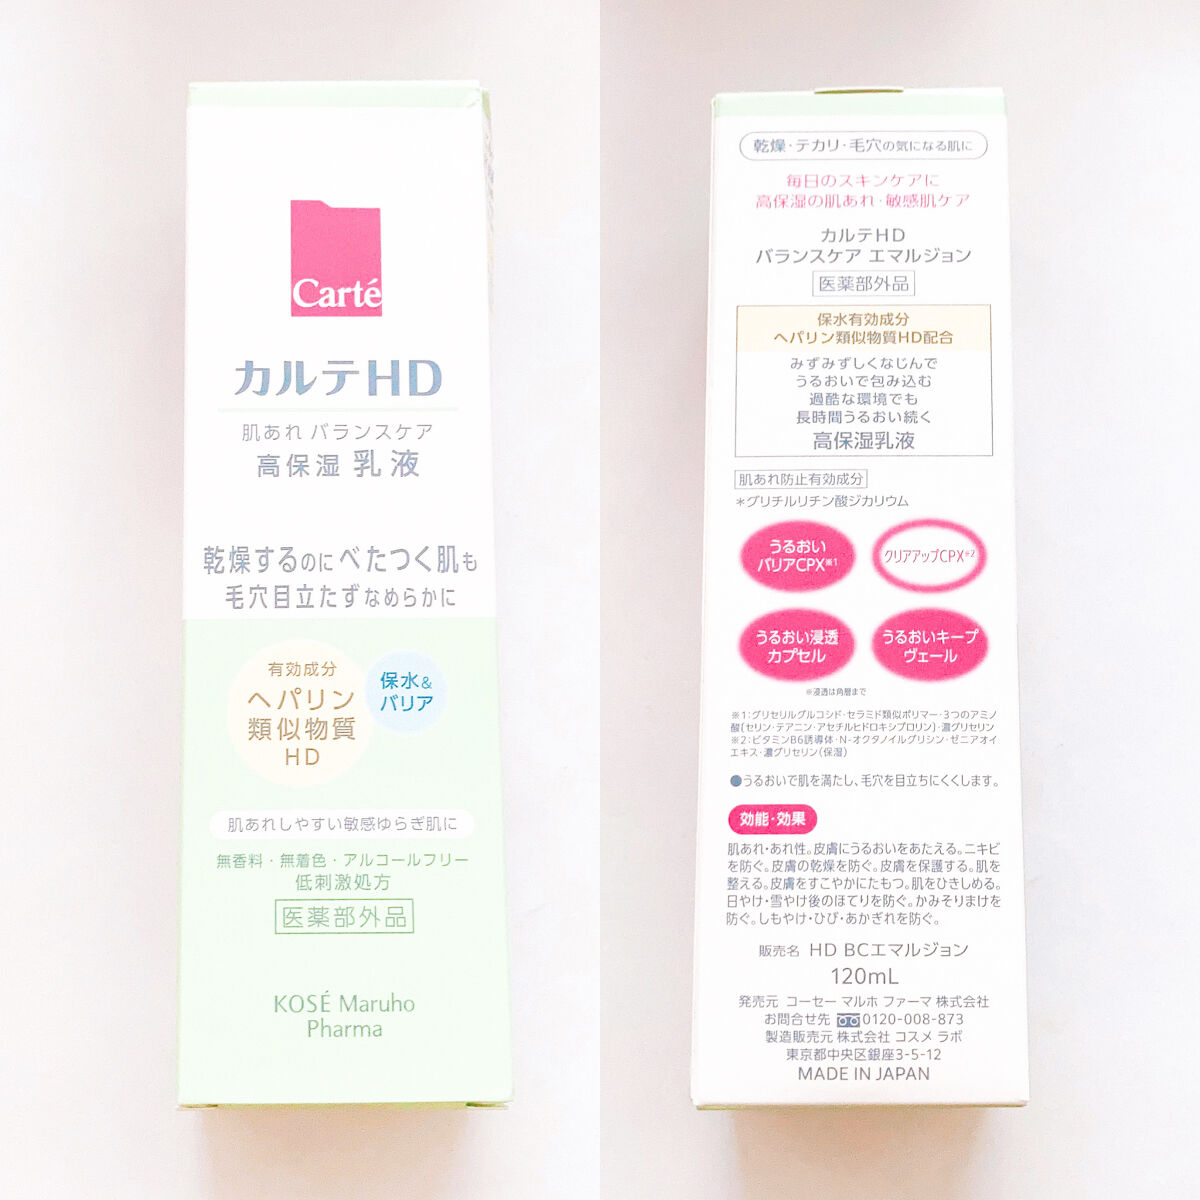 Carté
カルテHD
肌あれ バランスケア
高保湿 乳液
乾燥するのに べたつく肌も
毛穴目立たず なめらかに
有効成分
ヘパリン
類似物質
HD
保水&
バリア
肌あれしやすい敏感ゆらぎ肌に
無香料・無着色・アルコールフリー
低刺激処方
医薬部外品
KOSÉ Maruho
Pharma
乾燥・テカリ・毛穴の気になる肌に
毎日のスキンケアに
高保湿の肌あれ・敏感肌ケア
カルテHD
バランスケア エマルジョン
医薬部外品
保水有効成分
ヘパリン類似物質HD配合
みずみずしくなじんで
うるおいで包み込む
過酷な環境でも
長時間うるおい続く
高保湿乳液
肌あれ防止有効成分
*グリチルリチン酸ジカリウム
うるおい
バリアCPX※1
クリアアップCPX※2
うるおい浸透
カプセル
うるおいキープ
ヴェール
※浸透は角層まで
※1:グリセリルグルコシド・セラミド類似ポリマー・3つのアミノ
酸(セリン・テアニン・アセチルヒドロキシプロリン)・濃グリセリン
※2:ビタミンB6誘導体・N-オクタノイルグリシン・ゼニアオイ
エキス・濃グリセリン(保湿)
●うるおいで肌を満たし、毛穴を目立ちにくくします。
効能・効果
肌あれ・あれ性。皮膚にうるおいをあたえる。ニキビ
を防ぐ。皮膚の乾燥を防ぐ。皮膚を保護する。肌を
整える。皮膚をすこやかにたもつ。肌をひきしめる。
日やけ・雪やけ後のほてりを防ぐ。かみそりまけを
防ぐ。しもやけ・ひび・あかぎれを防ぐ。
販売名 HD BCエマルジョン
120mL
発売元 コーセー マルホ ファーマ 株式会社
お問合せ先 0120-008-873
製造販売元 株式会社 コスメ ラボ
東京都中央区銀座3-5-12
MADE IN JAPAN